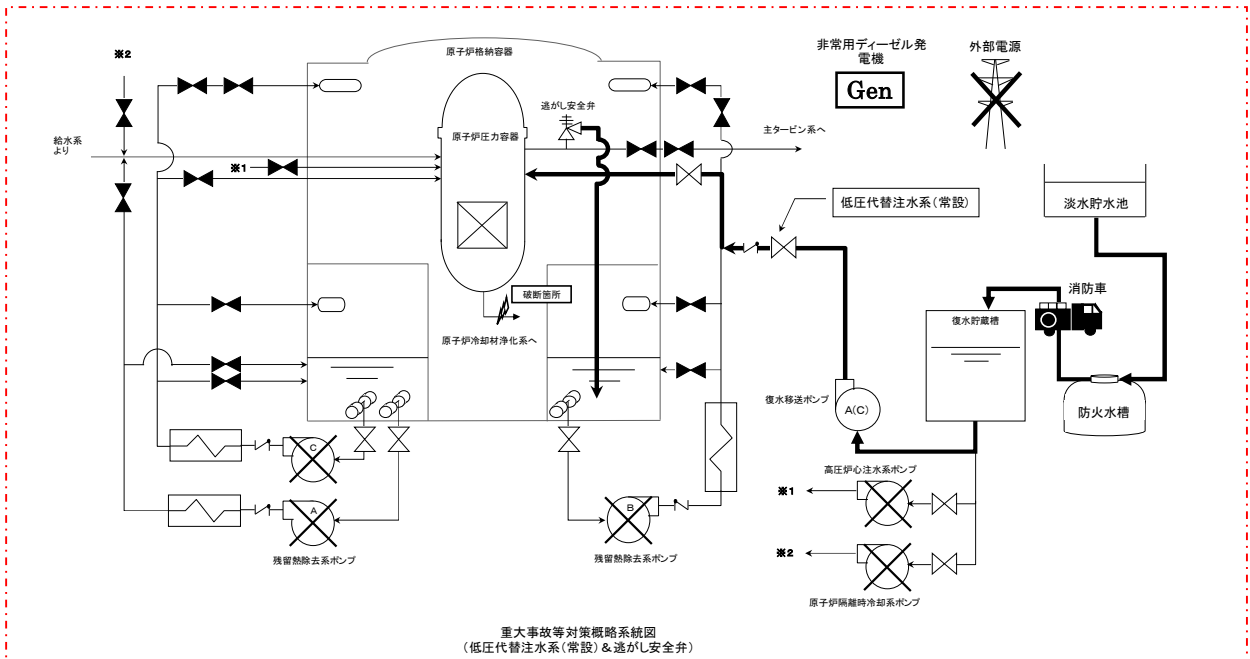 ※2
原子炉格納容器
非常用ディーゼル発
電機
外部電源
Gen
逃がし安全弁
給水系
より
原子炉圧力容器
主タービン系へ
※1
低圧代替注水系(常設)
淡水貯水池
破断箇所
消防車
復水貯蔵槽
原子炉冷却材浄化系へ
復水移送ポンプ
A(C)
防火水槽
C
高圧炉心注水系ポンプ
※1
A
B
残留熱除去系ポンプ
残留熱除去系ポンプ
※2
原子炉隔離時冷却系ポンプ
重大事故等対策概略系統図
(低圧代替注水系(常設)&逃がし安全弁)